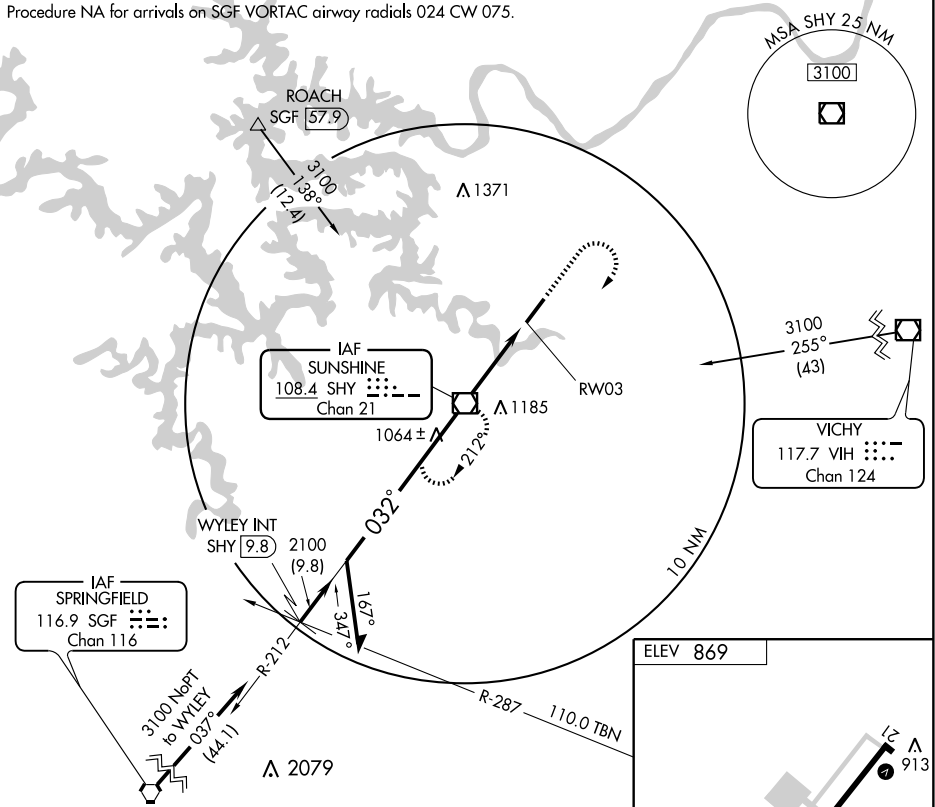 Procedure NA for arrivals on SGF VORTAC airway radials 024 CW 075.
MSA SHY 25 NM
3100
ROACH
SGF 57.9
3100
138°
(12.4)
1371
IAF
SUNSHINE
108.4 SHY
Chan 21
1185
1064 ±
212°
RW03
3100
255°
(43)
VICHY
117.7 VIH
Chan 124
032°
10 NM
WYLEY INT
SHY 9.8
2100
(9.8)
167°
347°
IAF
SPRINGFIELD
116.9 SGF
Chan 116
R-212
3100 NoPT
to WYLEY
037°
(44.1)
R-287
110.0 TBN
2079
ELEV 869
21
913
V